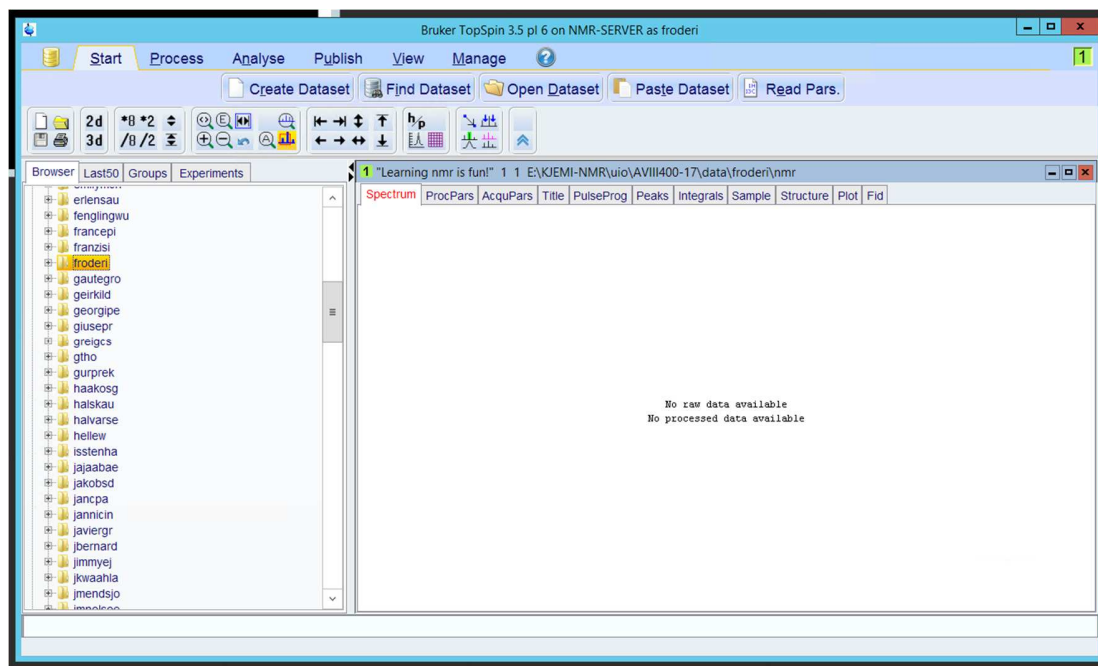 Bruker TopSpin 3.5 pl 6 on NMR-SERVER as froderi
Start Process Analyse Publish View Manage ? 1
Create Dataset Find Dataset Open Dataset Paste Dataset Read Pars.
2d *8 *2 E h/p
3d /8 /2 A
Browser Last50 Groups Experiments
erlensau
fenglingwu
francepi
franzisi
froderi
gautegro
geirkild
georgipe
giusepr
greigcs
gtho
gurprek
haakosg
halskau
halvarse
hellew
isstenha
jajaabae
jakobsd
jancpa
jannicin
javiergr
jbernard
jimmyej
jkwaahla
jmendsjo
1 "Learning nmr is fun!" 1 1 E:\KJEMI-NMR\uio\AVIII400-17\data\froderi\nmr
Spectrum ProcPars AcquPars Title PulseProg Peaks Integrals Sample Structure Plot Fid
No raw data available
No processed data available